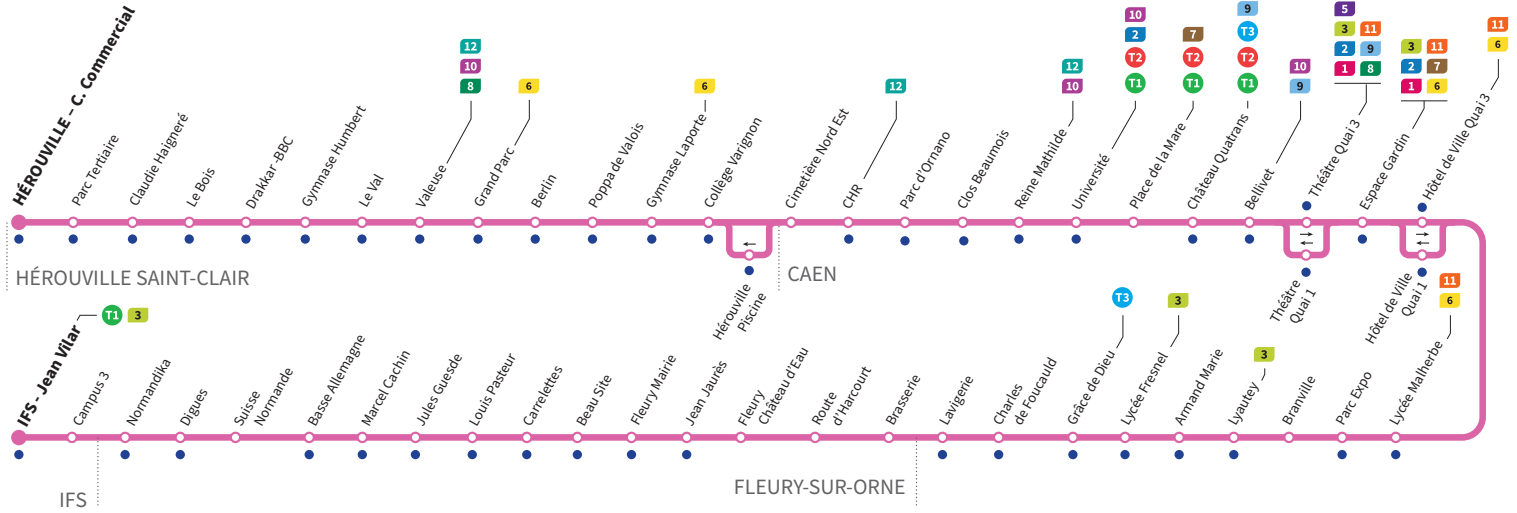 HÉROUVILLE – C. Commercial
Parc Tertiaire
Claudie Haigneré
Le Bois
Drakkar -BBC
Gymnase Humbert
Le Val
Valeuse
12
10
8
Grand Parc
6
Berlin
Poppa de Valois
Gymnase Laporte
6
Collège Varignon
Cimetière Nord Est
CHR
12
Parc d'Ornano
Clos Beaumois
Reine Mathilde
12
10
Université
10
2
T2
T1
Place de la Mare
7
T2
T1
Château Quatrans
9
T3
T2
T1
Bellivet
10
9
Théâtre Quai 3
5
3 11
2 9
1 8
Espace Gardin
3 11
2 7
1 6
Hôtel de Ville Quai 3
11
6
HÉROUVILLE SAINT-CLAIR
Hérouville
Piscine
CAEN
Théâtre
Quai 1
Hôtel de Ville
Quai 1
IFS - Jean Vilar
T1 3
Campus 3
Normandika
Digues
Suisse
Normande
Basse Allemagne
Marcel Cachin
Jules Guesde
Louis Pasteur
Carrelettes
Beau Site
Fleury Mairie
Jean Jaurès
Fleury
Château d'Eau
Route
d'Harcourt
Brasserie
Lavigerie
Charles
de Foucauld
Grâce de Dieu
T3
Lycée Fresnel
3
Armand Marie
Lyautey
3
Branville
Parc Expo
Lycée Malherbe
11
6
IFS
FLEURY-SUR-ORNE